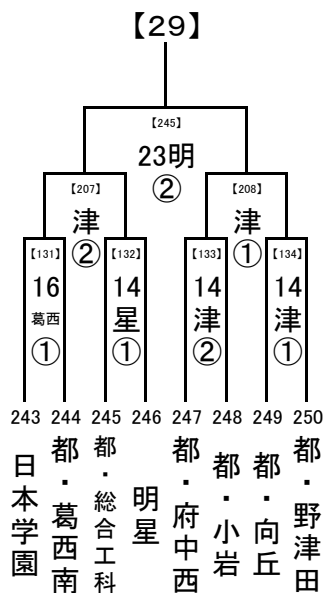 【29】
【245】
23明
②
【207】 【208】
津 津
② ①
【131】 【132】 【133】 【134】
16 14 14 14
葛西 星 津 津
① ① ② ①
243 244 245 246 247 248 249 250
日本学園
都・葛西南
都・総合工科
明星
都・府中西
都・小岩
都・向丘
都・野津田